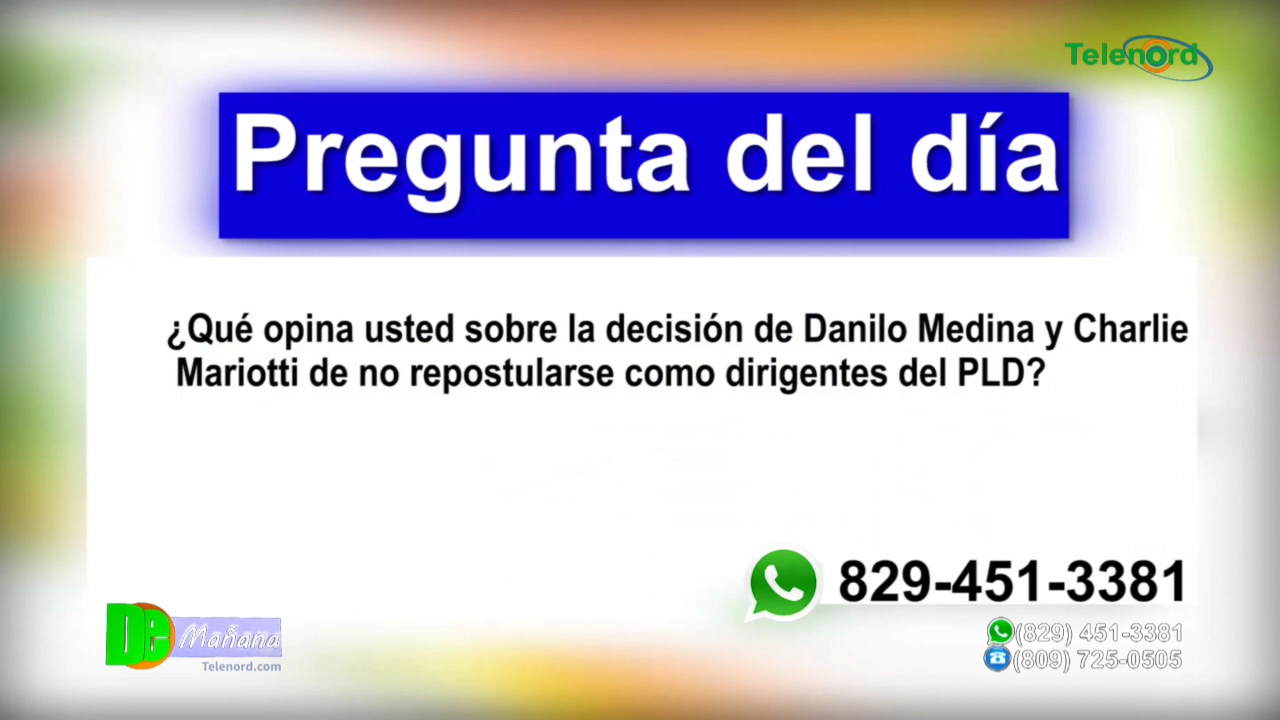 Telenord
Pregunta del día
¿Qué opina usted sobre la decisión de Danilo Medina y Charlie
Mariotti de no repostularse como dirigentes del PLD?
829-451-3381
De Mañana
Telenord.com
(829) 451-3381
(809) 725-0505